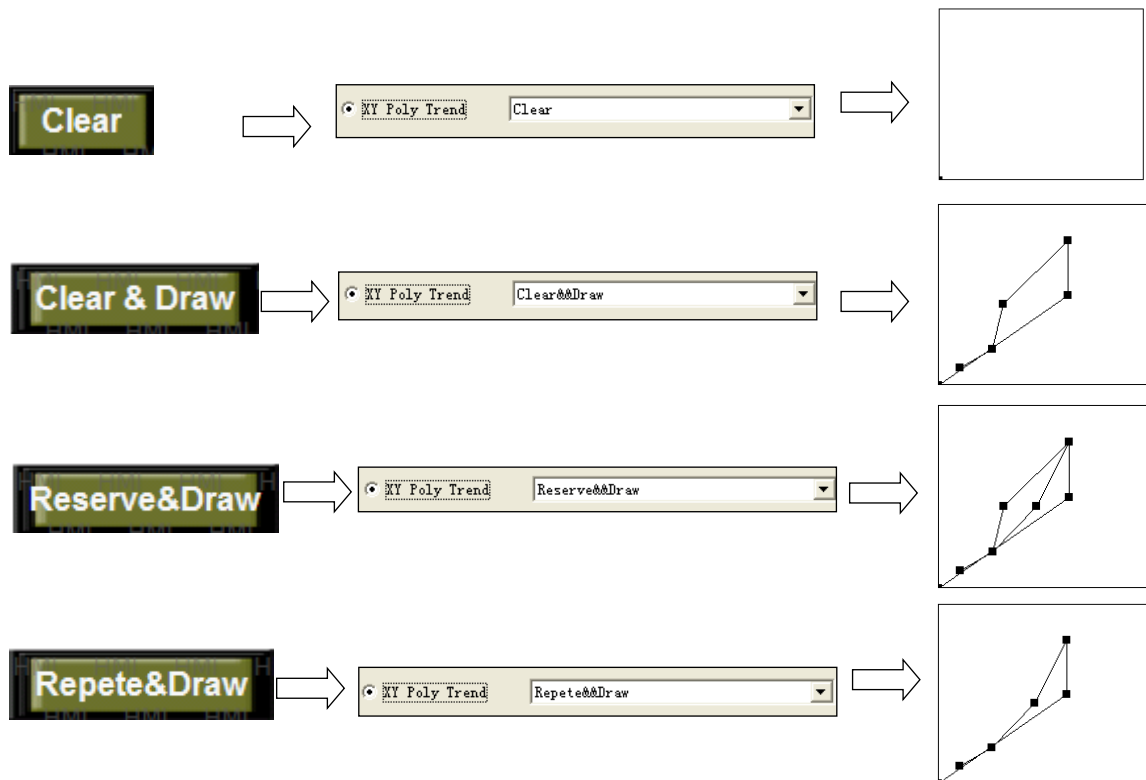 Clear
XY Poly Trend Clear
Clear & Draw
XY Poly Trend Clear&&Draw
Reserve&Draw
XY Poly Trend Reserve&&Draw
Repete&Draw
XY Poly Trend Repete&&Draw